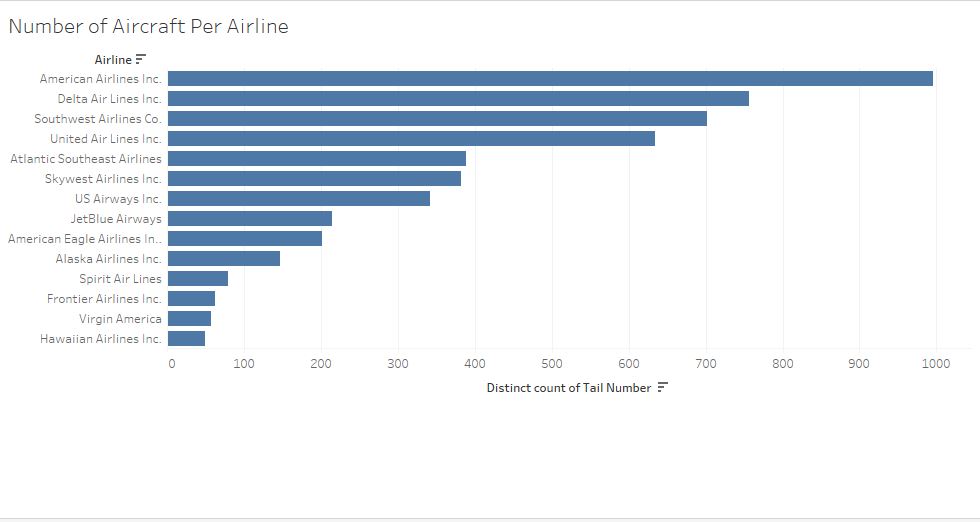 Number of Aircraft Per Airline
Airline
American Airlines Inc.
Delta Air Lines Inc.
Southwest Airlines Co.
United Air Lines Inc.
Atlantic Southeast Airlines
Skywest Airlines Inc.
US Airways Inc.
JetBlue Airways
American Eagle Airlines In..
Alaska Airlines Inc.
Spirit Air Lines
Frontier Airlines Inc.
Virgin America
Hawaiian Airlines Inc.
0 100 200 300 400 500 600 700 800 900 1000
Distinct count of Tail Number